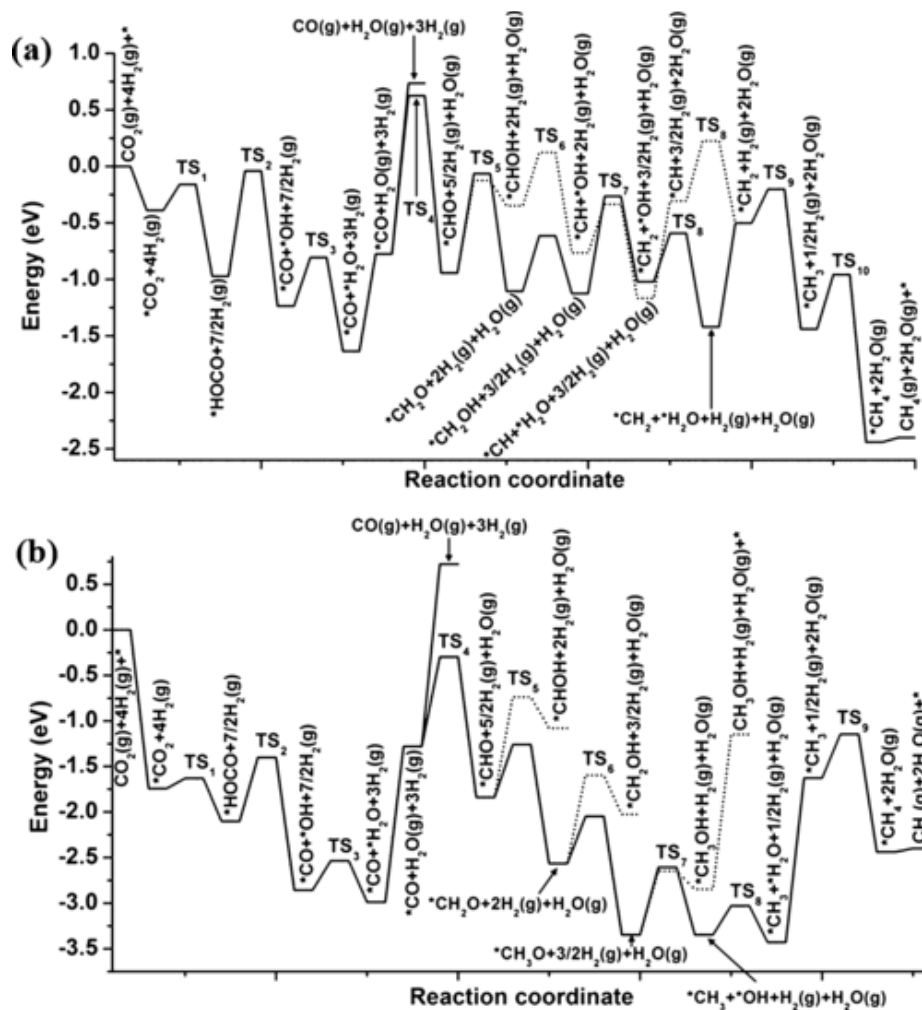 (a)
CO(g)+H₂O(g)+3H₂(g)
Energy (eV)
1.0
0.5
0.0
-0.5
-1.0
-1.5
-2.0
-2.5
CO₂(g)+4H₂(g)+*
*CO₂+4H₂(g)
TS₁
*HOCO+7/2H₂(g)
TS₂
*CO+*OH+7/2H₂(g)
TS₃
*CO+*H₂O+3H₂(g)
*CO+H₂O(g)+3H₂(g)
TS₄
*CHO+5/2H₂(g)+H₂O(g)
TS₅
*CHOH+2H₂(g)+H₂O(g)
*CH₂O+2H₂(g)+H₂O(g)
TS₆
*CH+*OH+2H₂(g)+H₂O(g)
*CH₂OH+3/2H₂(g)+H₂O(g)
TS₇
*CH₂+*OH+3/2H₂(g)+H₂O(g)
*CH+*H₂O+3/2H₂(g)+H₂O(g)
TS₈
*CH+3/2H₂(g)+2H₂O(g)
TS₈
*CH₂+*H₂O+H₂(g)+H₂O(g)
*CH₂+H₂(g)+2H₂O(g)
TS₉
*CH₃+1/2H₂(g)+2H₂O(g)
TS₁₀
*CH₄+2H₂O(g)
CH₄(g)+2H₂O(g)+*
Reaction coordinate
(b)
CO(g)+H₂O(g)+3H₂(g)
Energy (eV)
0.5
0.0
-0.5
-1.0
-1.5
-2.0
-2.5
-3.0
-3.5
CO₂(g)+4H₂(g)+*
*CO₂+4H₂(g)
TS₁
*HOCO+7/2H₂(g)
TS₂
*CO+*OH+7/2H₂(g)
TS₃
*CO+*H₂O+3H₂(g)
*CO+H₂O(g)+3H₂(g)
TS₄
*CHO+5/2H₂(g)+H₂O(g)
TS₅
*CHOH+2H₂(g)+H₂O(g)
*CH₂O+2H₂(g)+H₂O(g)
TS₆
*CH₂OH+3/2H₂(g)+H₂O(g)
*CH₃O+3/2H₂(g)+H₂O(g)
TS₇
*CH₃OH+H₂(g)+H₂O(g)
*CH₃+*OH+H₂(g)+H₂O(g)
CH₃OH+H₂(g)+H₂O(g)+*
TS₈
*CH₃+*H₂O+1/2H₂(g)+H₂O(g)
*CH₃+1/2H₂(g)+2H₂O(g)
TS₉
*CH₄+2H₂O(g)
CH₄(g)+2H₂O(g)+*
Reaction coordinate